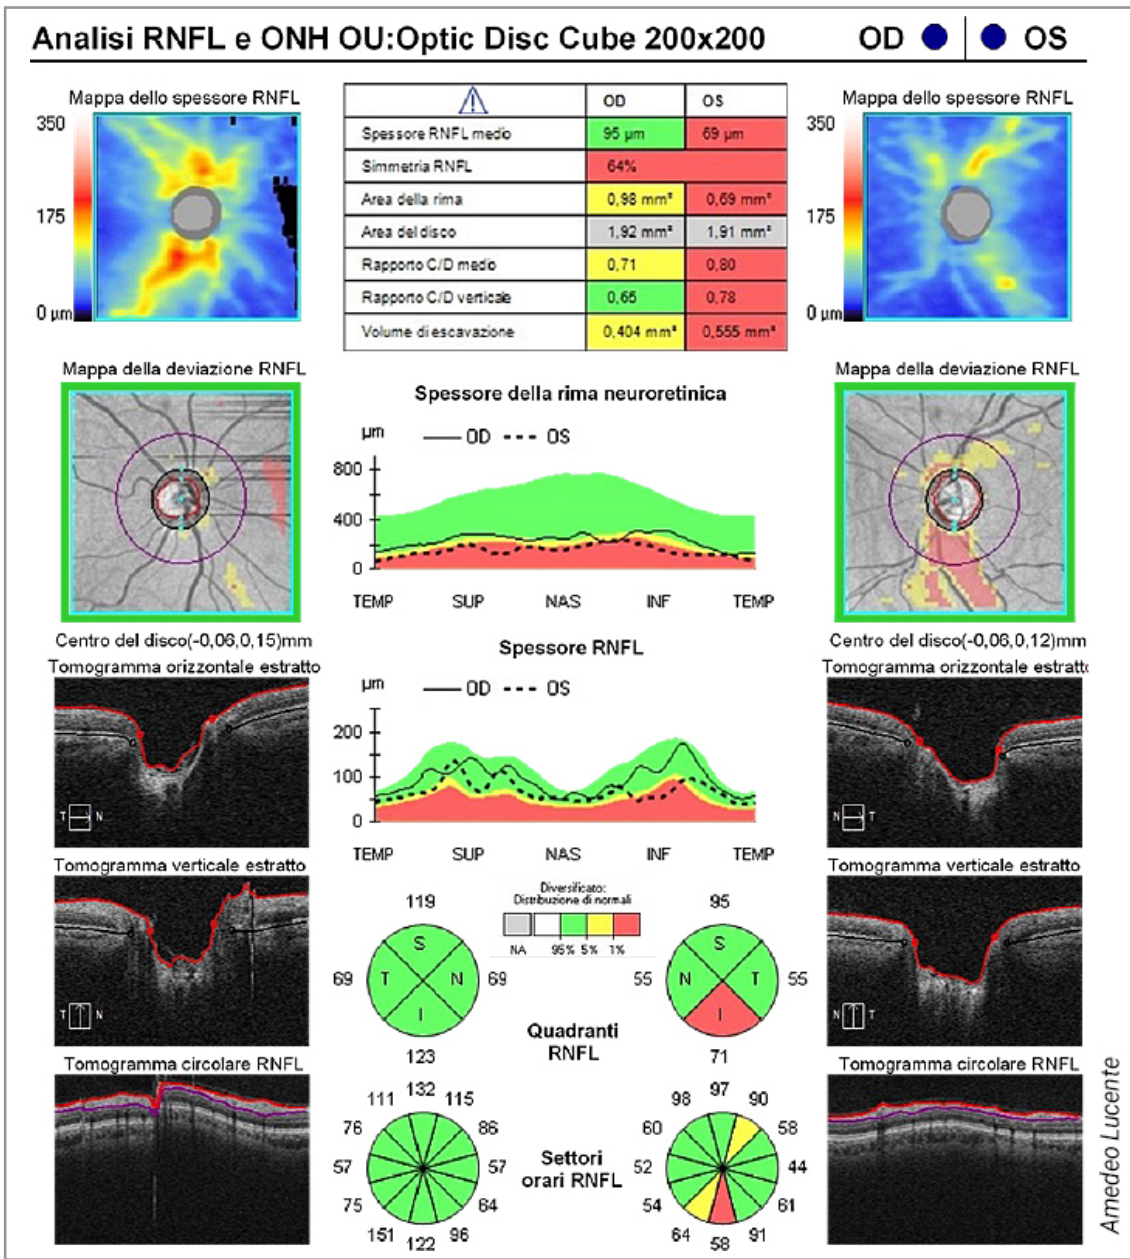 Analisi RNFL e ONH OU:Optic Disc Cube 200x200 OD OS
Mappa dello spessore RNFL
350
175
0 µm
OD OS
Spessore RNFL medio 95 µm 69 µm
Simmetria RNFL 64%
Area della rima 0,98 mm² 0,69 mm²
Area del disco 1,92 mm² 1,91 mm²
Rapporto C/D medio 0,71 0,80
Rapporto C/D verticale 0,65 0,78
Volume di escavazione 0,404 mm³ 0,555 mm³
Mappa dello spessore RNFL
350
175
0 µm
Mappa della deviazione RNFL
Centro del disco(-0,06,0,15)mm
Spessore della rima neuroretinica
µm OD OS
800
400
0
TEMP SUP NAS INF TEMP
Mappa della deviazione RNFL
Centro del disco(-0,06,0,12)mm
Tomogramma orizzontale estratto
T N
Spessore RNFL
µm OD OS
200
100
0
TEMP SUP NAS INF TEMP
Tomogramma orizzontale estratto
N T
Tomogramma verticale estratto
T N
Tomogramma verticale estratto
N T
Diversificato:
Distribuzione di normali
NA 95% 5% 1%
119
S
69 T N 69
I
123
95
S
55 N T 55
I
71
Quadranti
RNFL
Tomogramma circolare RNFL
132
111 115
76 86
57 57
75 64
151 96
122
Settori
orari RNFL
97
98 90
60 58
52 44
54 61
64 91
58
Tomogramma circolare RNFL
Amedeo Lucente